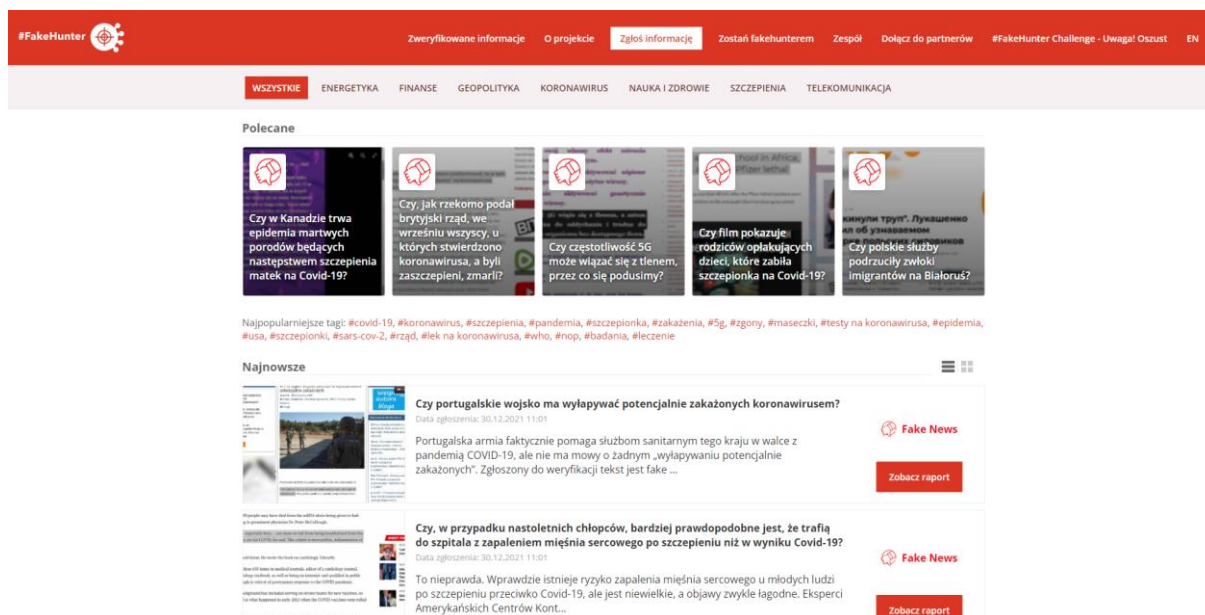 #FakeHunter
Zweryfikowane informacje O projekcie Zgłoś informację Zostań fakehunterem Zespół Dołącz do partnerów #FakeHunter Challenge - Uwaga! Oszust EN
WSZYSTKIE ENERGETYKA FINANSE GEOPOLITYKA KORONAWIRUS NAUKA I ZDROWIE SZCZEPIENIA TELEKOMUNIKACJA
Polecane
Czy w Kanadzie trwa
epidemia martwych
porodów będących
następstwem szczepienia
matek na Covid-19?
Czy, jak rzekomo podał
brytyjski rząd, we
wrześniu wszyscy, u
których stwierdzono
koronawirusa, a byli
zaszczepieni, zmarli?
Czy częstotliwość 5G
może wiązać się z tlenem,
przez co się podusimy?
Czy film pokazuje
rodziców opłakujących
dzieci, które zabiła
szczepionka na Covid-19?
Czy polskie służby
podrzuciły zwłoki
imigrantów na Białoruś?
Najpopularniejsze tagi: #covid-19, #koronawirus, #szczepienia, #pandemia, #szczepionka, #zakażenia, #5g, #zgony, #maseczki, #testy na koronawirusa, #epidemia,
#usa, #szczepionki, #sars-cov-2, #rząd, #lek na koronawirusa, #who, #nop, #badania, #leczenie
Najnowsze
Czy portugalskie wojsko ma wyłapywać potencjalnie zakażonych koronawirusem?
Data zgłoszenia: 30.12.2021 11:01
Portugalska armia faktycznie pomaga służbom sanitarnym tego kraju w walce z
pandemią COVID-19, ale nie ma mowy o żadnym „wyłapywaniu potencjalnie
zakażonych”. Zgłoszony do weryfikacji tekst jest fake ...
Fake News
Zobacz raport
Czy, w przypadku nastoletnich chłopców, bardziej prawdopodobne jest, że trafią
do szpitala z zapaleniem mięśnia sercowego po szczepieniu niż w wyniku Covid-19?
Data zgłoszenia: 30.12.2021 11:01
To nieprawda. Wprawdzie istnieje ryzyko zapalenia mięśnia sercowego u młodych ludzi
po szczepieniu przeciwko Covid-19, ale jest niewielkie, a objawy zwykle łagodne. Eksperci
Amerykańskich Centrów Kont...
Fake News
Zobacz raport